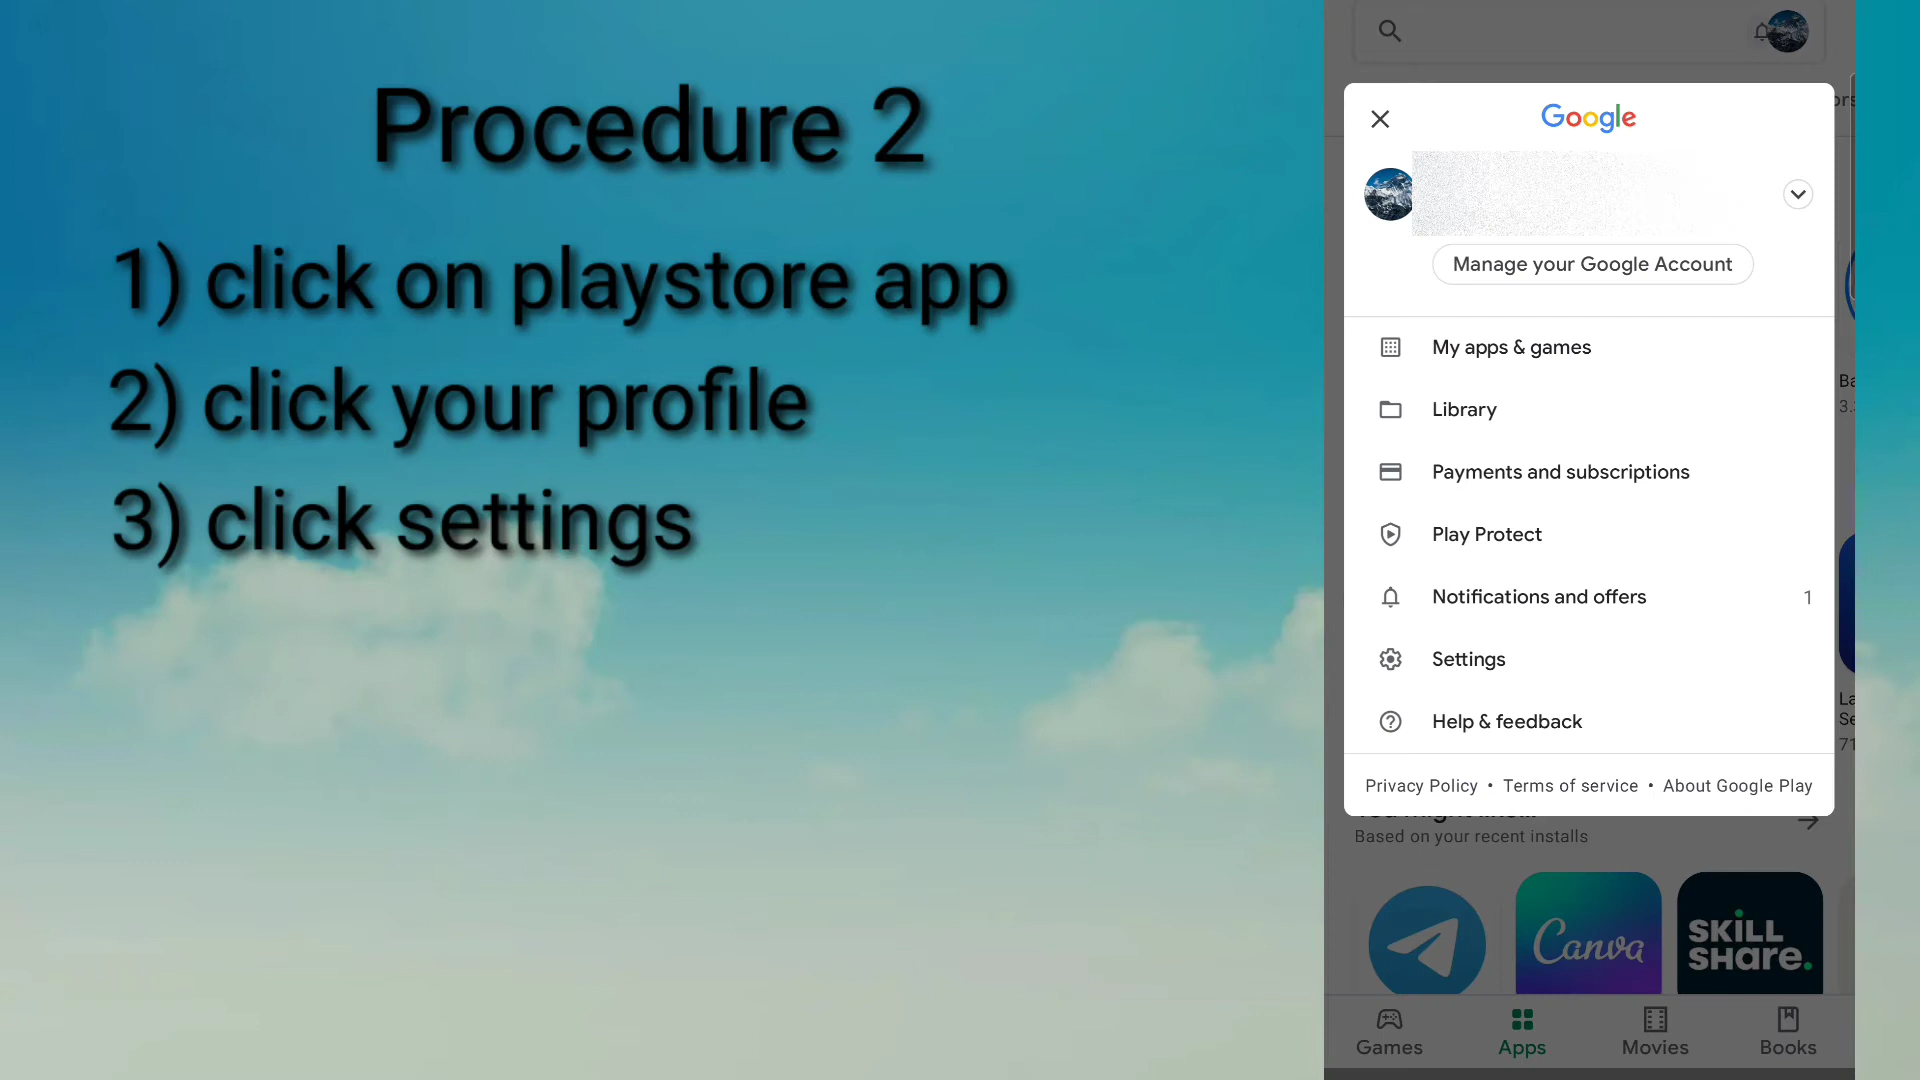 Procedure 2
1) click on playstore app
2) click your profile
3) click settings
Google
Manage your Google Account
My apps & games
Library
Payments and subscriptions
Play Protect
Notifications and offers 1
Settings
Help & feedback
Privacy Policy • Terms of service • About Google Play
Based on your recent installs
Canva
SKiLL
SHare.
Games Apps Movies Books